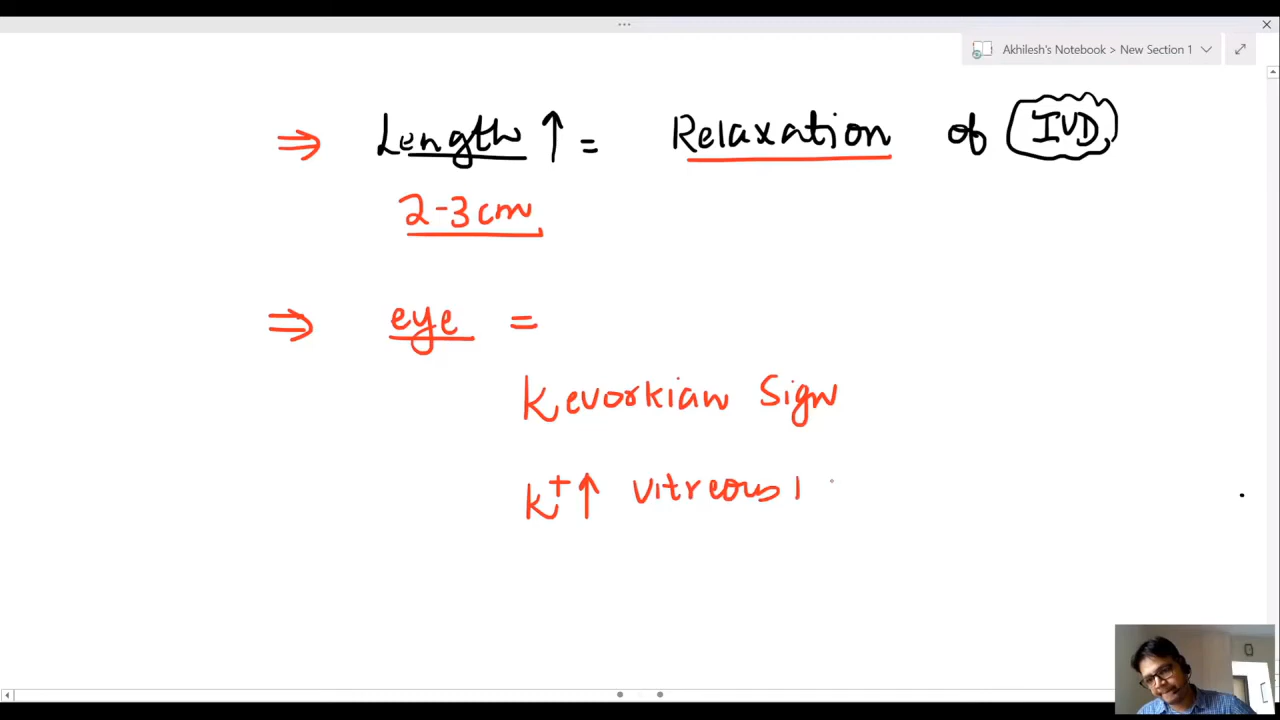 Akhilesh's Notebook > New Section 1
⇒ Length ↑ = Relaxation of IVD
2-3 cm
⇒ eye =
Kevorkian Sign
K+ ↑ vitreous